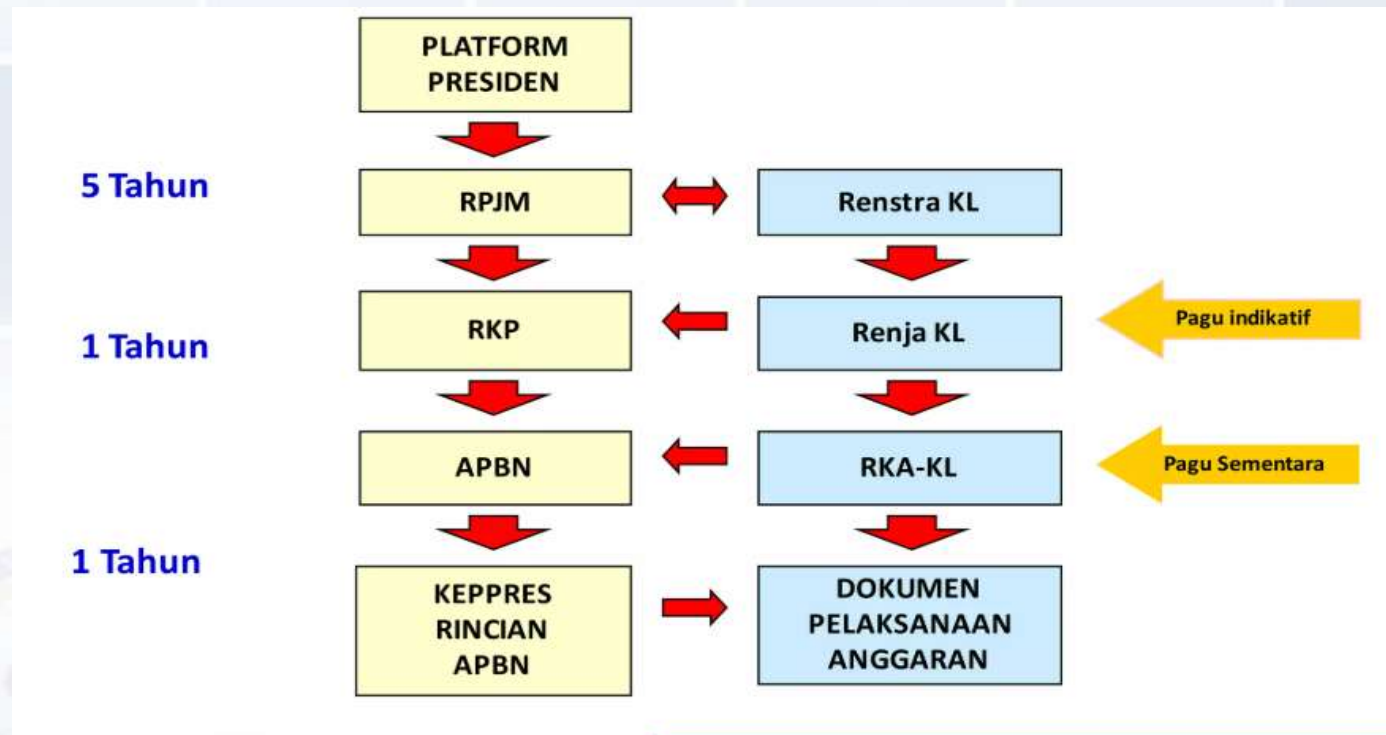 PLATFORM
PRESIDEN
5 Tahun
RPJM
Renstra KL
1 Tahun
RKP
Renja KL
Pagu indikatif
APBN
RKA-KL
Pagu Sementara
1 Tahun
KEPPRES
RINCIAN
APBN
DOKUMEN
PELAKSANAAN
ANGGARAN